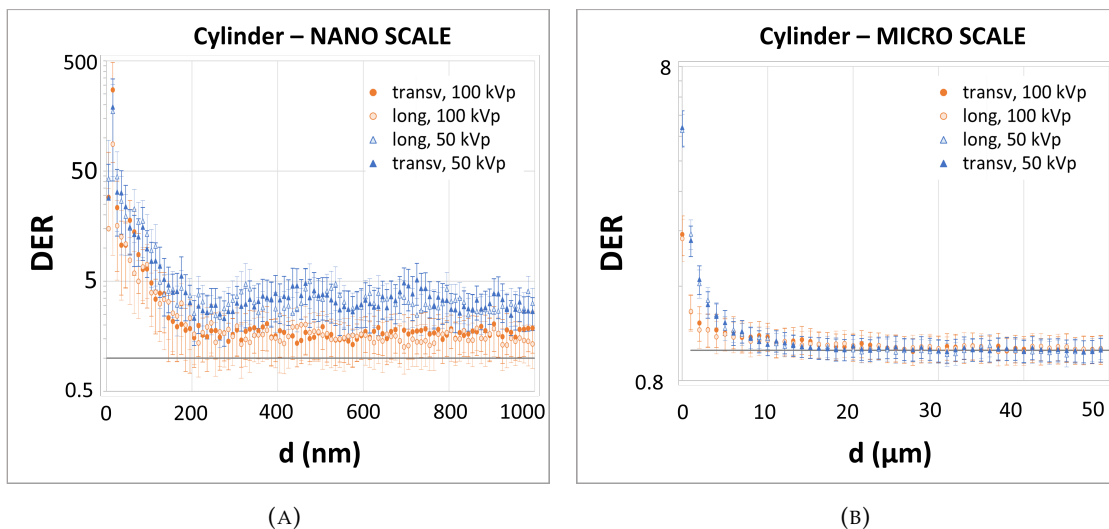 Cylinder – NANO SCALE
500
50
5
0.5
DER
transv, 100 kVp
long, 100 kVp
long, 50 kVp
transv, 50 kVp
0 200 400 600 800 1000
d (nm)
(A)
Cylinder – MICRO SCALE
8
0.8
DER
transv, 100 kVp
long, 100 kVp
long, 50 kVp
transv, 50 kVp
0 10 20 30 40 50
d (µm)
(B)